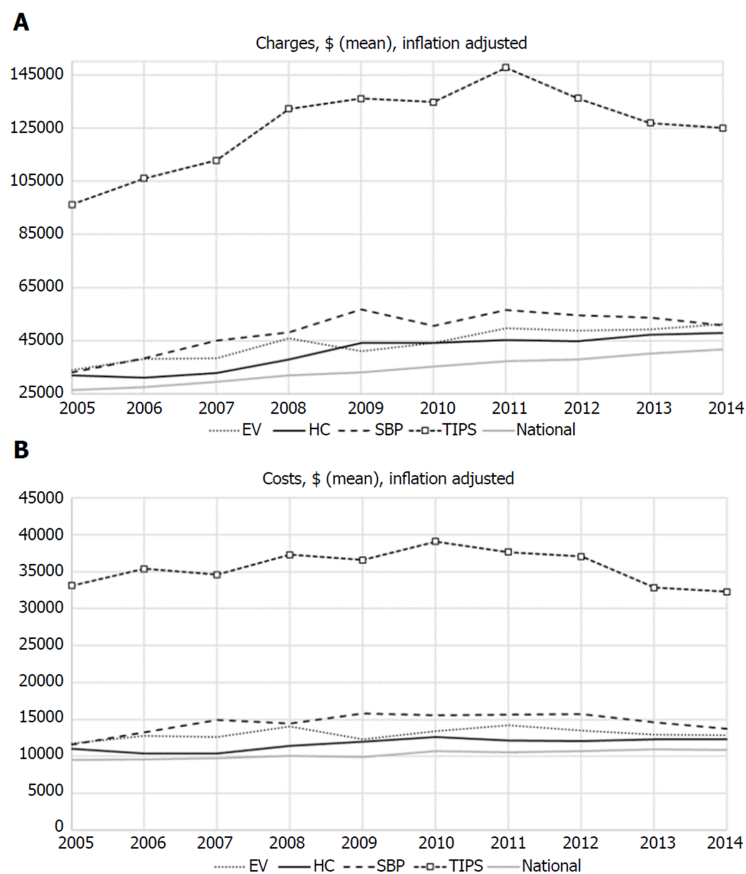 A
Charges, $ (mean), inflation adjusted
145000
125000
105000
85000
65000
45000
25000
2005 2006 2007 2008 2009 2010 2011 2012 2013 2014
EV HC SBP TIPS National
B
Costs, $ (mean), inflation adjusted
45000
40000
35000
30000
25000
20000
15000
10000
5000
0
2005 2006 2007 2008 2009 2010 2011 2012 2013 2014
EV HC SBP TIPS National